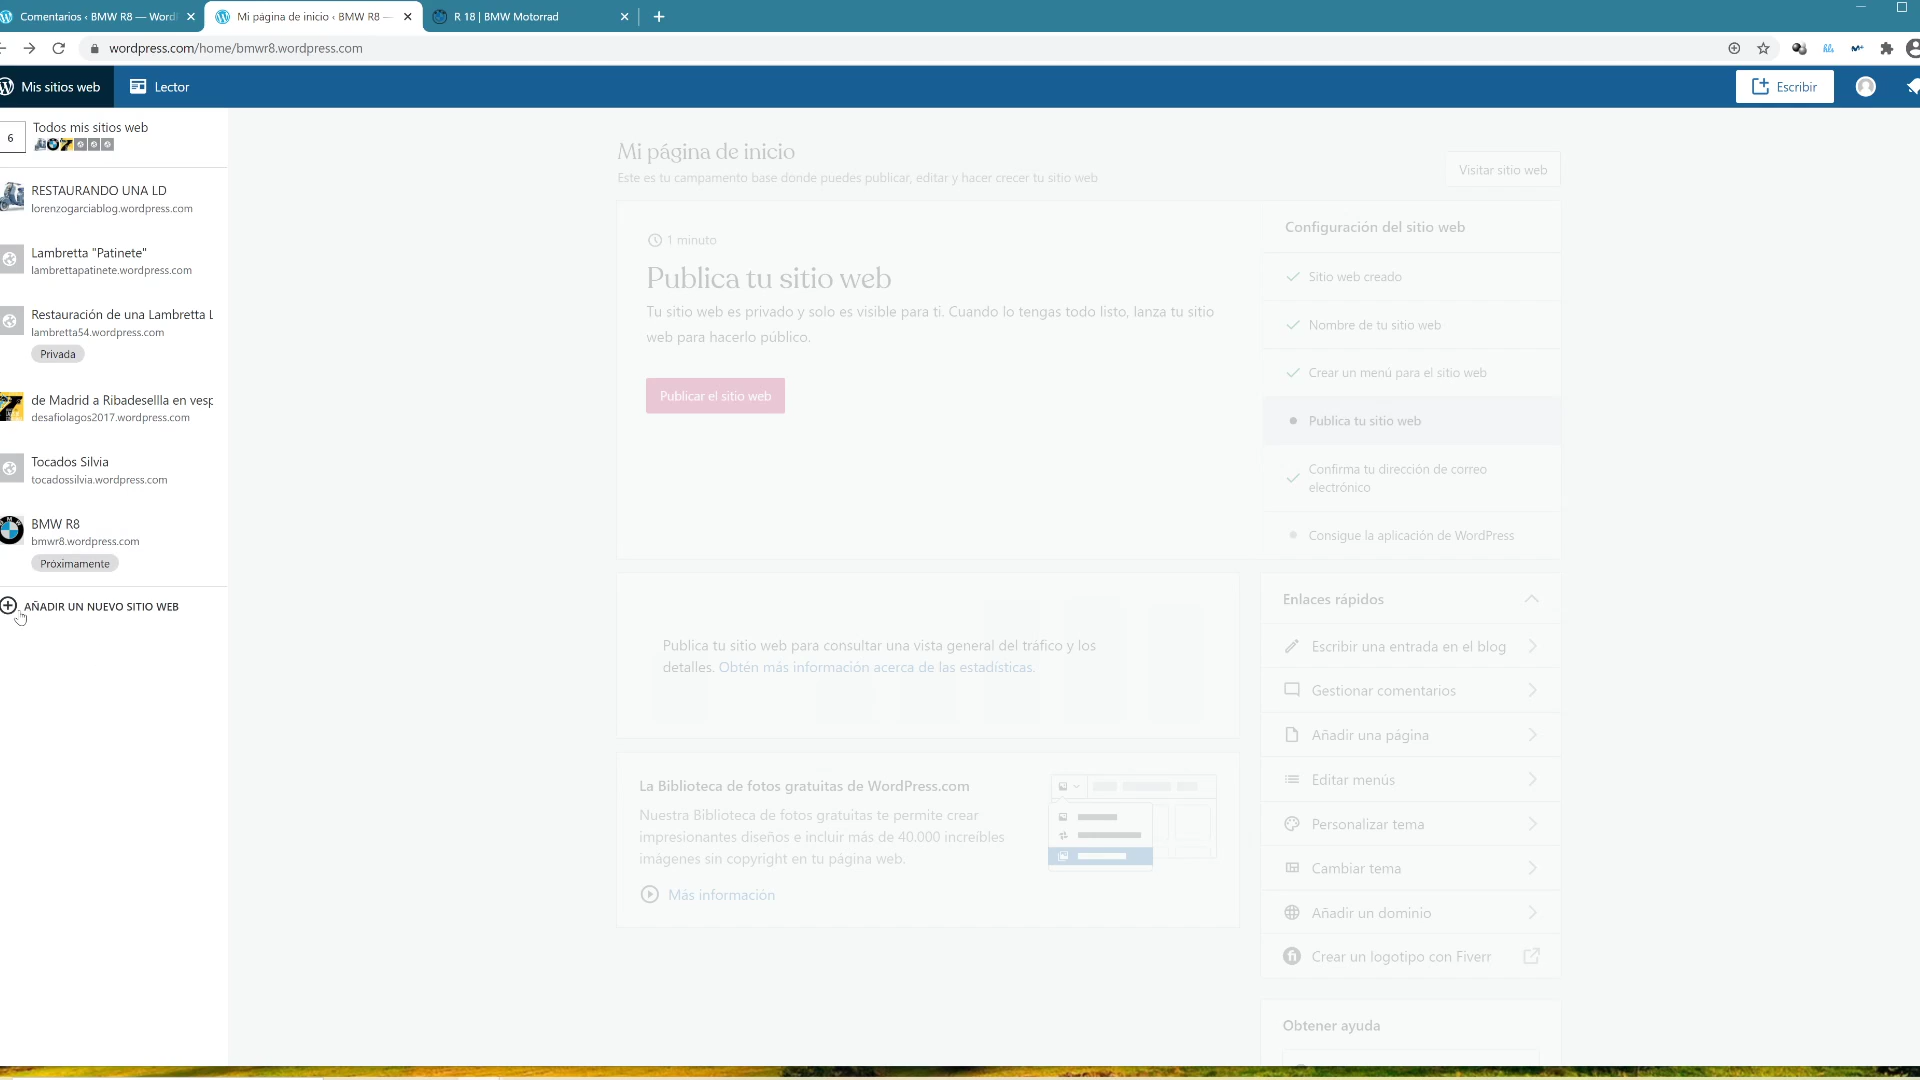 Comentarios ‹ BMW R8 — Word
Mi página de inicio ‹ BMW R8 —
R 18 | BMW Motorrad
wordpress.com/home/bmwr8.wordpress.com
Mis sitios web
Lector
Escribir
6
Todos mis sitios web
RESTAURANDO UNA LD
lorenzogarciablog.wordpress.com
Lambretta "Patinete"
lambrettapatinete.wordpress.com
Restauración de una Lambretta L
lambretta54.wordpress.com
Privada
de Madrid a Ribadesellla en vesp
desafiolagos2017.wordpress.com
Tocados Silvia
tocadossilvia.wordpress.com
BMW R8
bmwr8.wordpress.com
Próximamente
AÑADIR UN NUEVO SITIO WEB
Mi página de inicio
Este es tu campamento base donde puedes publicar, editar y hacer crecer tu sitio web
Visitar sitio web
1 minuto
Publica tu sitio web
Tu sitio web es privado y solo es visible para ti. Cuando lo tengas todo listo, lanza tu sitio
web para hacerlo público.
Publicar el sitio web
Configuración del sitio web
Sitio web creado
Nombre de tu sitio web
Crear un menú para el sitio web
Publica tu sitio web
Confirma tu dirección de correo
electrónico
Consigue la aplicación de WordPress
Publica tu sitio web para consultar una vista general del tráfico y los
detalles. Obtén más información acerca de las estadísticas.
La Biblioteca de fotos gratuitas de WordPress.com
Nuestra Biblioteca de fotos gratuitas te permite crear
impresionantes diseños e incluir más de 40.000 increíbles
imágenes sin copyright en tu página web.
Más información
Enlaces rápidos
Escribir una entrada en el blog
Gestionar comentarios
Añadir una página
Editar menús
Personalizar tema
Cambiar tema
Añadir un dominio
Crear un logotipo con Fiverr
Obtener ayuda